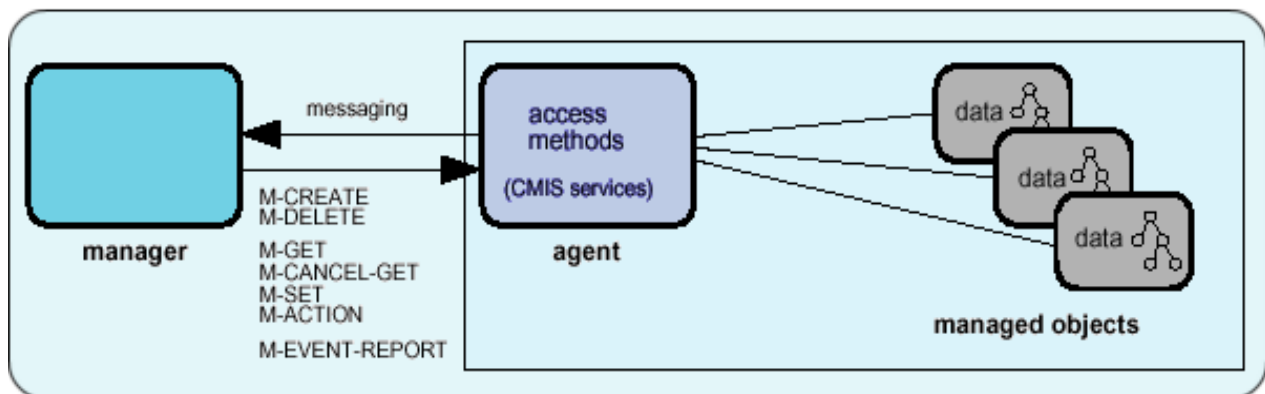 messaging
M-CREATE
M-DELETE
M-GET
M-CANCEL-GET
M-SET
M-ACTION
M-EVENT-REPORT
manager
access
methods
(CMIS services)
agent
data
data
data
managed objects